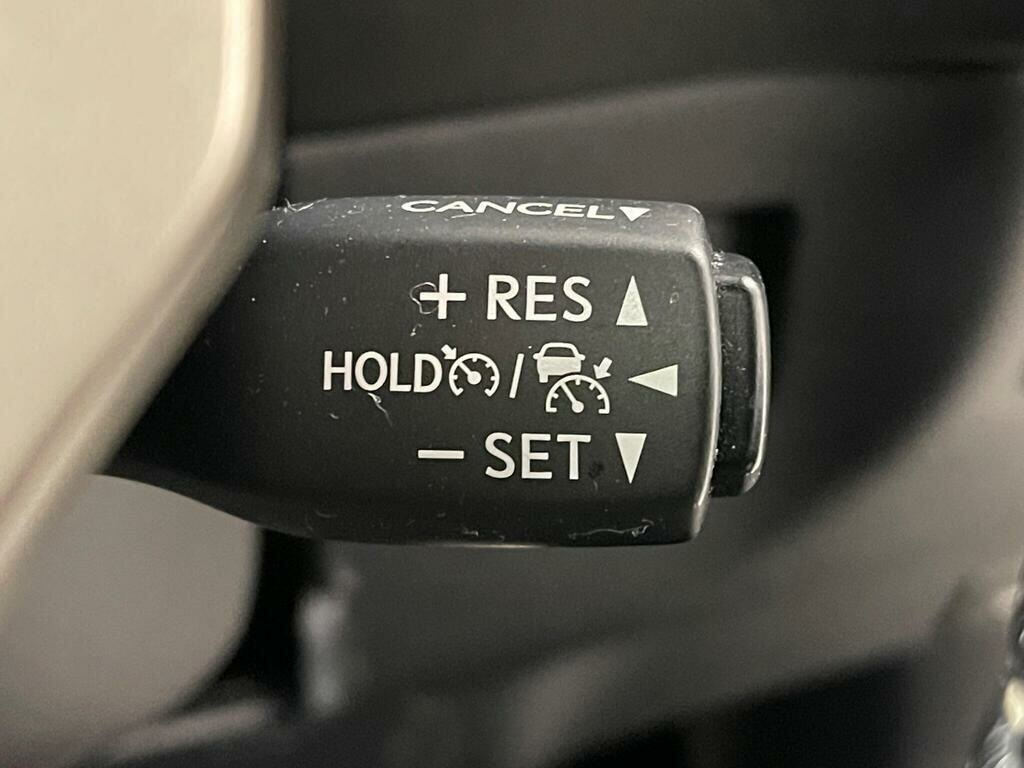 CANCEL
+ RES
HOLD /
− SET